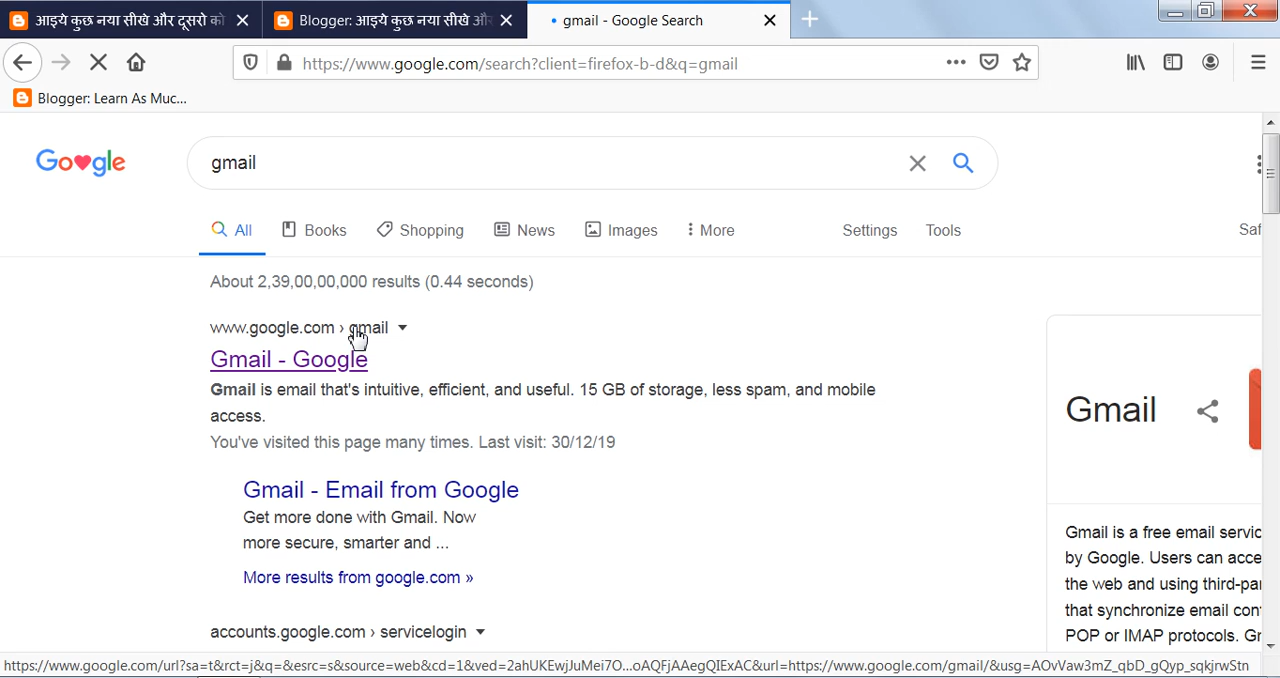 आइये कुछ नया सीखे और दूसरो को
Blogger: आइये कुछ नया सीखे और
gmail - Google Search
https://www.google.com/search?client=firefox-b-d&q=gmail
Blogger: Learn As Muc...
Go❤gle
gmail
All Books Shopping News Images More Settings Tools
About 2,39,00,00,000 results (0.44 seconds)
www.google.com › gmail
Gmail - Google
Gmail is email that's intuitive, efficient, and useful. 15 GB of storage, less spam, and mobile
access.
You've visited this page many times. Last visit: 30/12/19
Gmail - Email from Google
Get more done with Gmail. Now
more secure, smarter and ...
More results from google.com »
accounts.google.com › servicelogin
Gmail
Gmail is a free email servic
by Google. Users can acce
the web and using third-pa
that synchronize email con
POP or IMAP protocols. Gr
https://www.google.com/url?sa=t&rct=j&q=&esrc=s&source=web&cd=1&ved=2ahUKEwjJuMei7O...oAQFjAAegQIExAC&url=https://www.google.com/gmail/&usg=AOvVaw3mZ_qbD_gQyp_sqkjrwStn